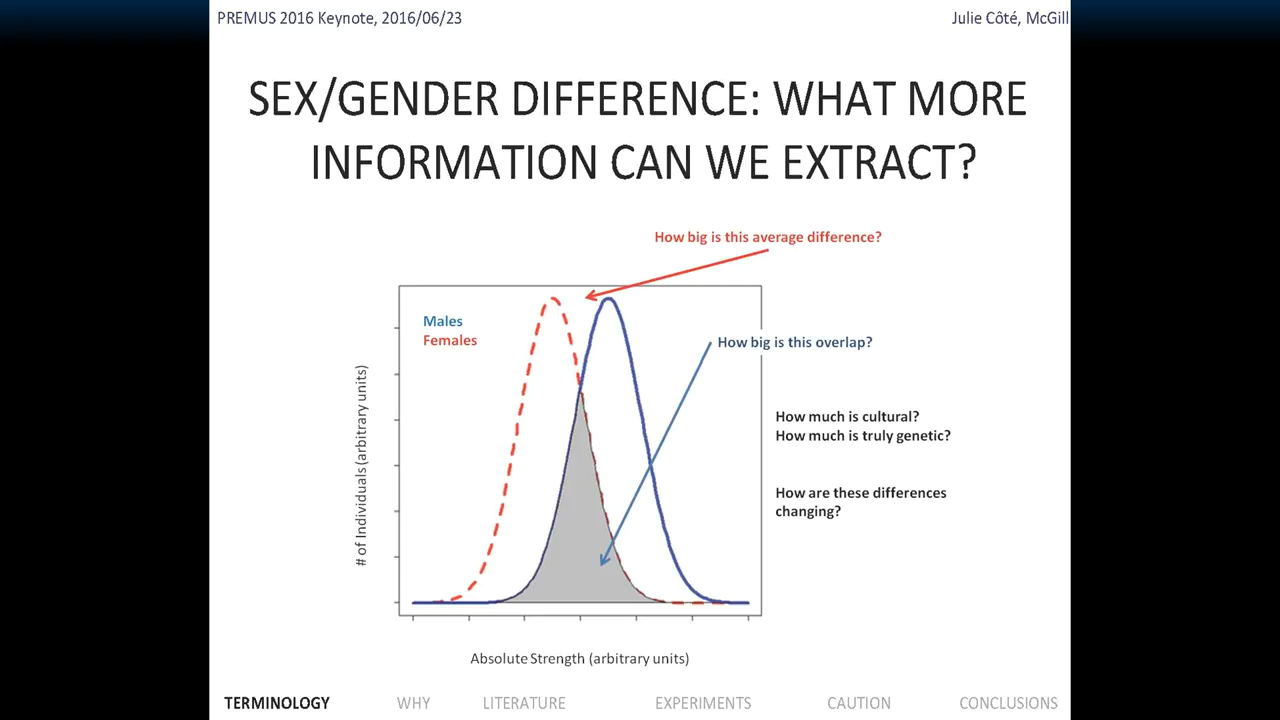 PREMUS 2016 Keynote, 2016/06/23
Julie Côté, McGill
SEX/GENDER DIFFERENCE: WHAT MORE
INFORMATION CAN WE EXTRACT?
How big is this average difference?
Males
Females
How big is this overlap?
How much is cultural?
How much is truly genetic?
How are these differences
changing?
# of Individuals (arbitrary units)
Absolute Strength (arbitrary units)
TERMINOLOGY WHY LITERATURE EXPERIMENTS CAUTION CONCLUSIONS